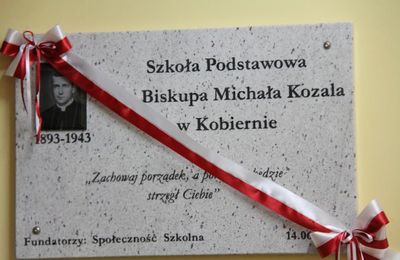 Szkoła Podstawowa
Biskupa Michała Kozala
w Kobiernie
1893-1943
„Zachowaj porządek, a
strzegł Ciebie”
Fundatorzy: Społeczność Szkolna